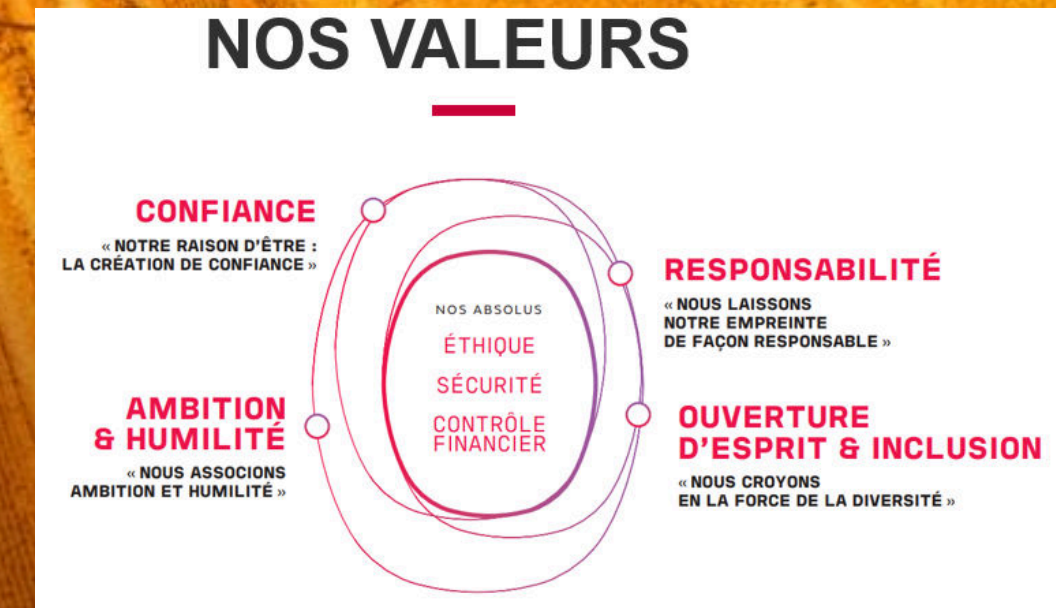 NOS VALEURS
CONFIANCE
« NOTRE RAISON D'ÊTRE :
LA CRÉATION DE CONFIANCE »
RESPONSABILITÉ
« NOUS LAISSONS
NOTRE EMPREINTE
DE FAÇON RESPONSABLE »
NOS ABSOLUS
ÉTHIQUE
SÉCURITÉ
CONTRÔLE
FINANCIER
AMBITION
& HUMILITÉ
« NOUS ASSOCIONS
AMBITION ET HUMILITÉ »
OUVERTURE
D'ESPRIT & INCLUSION
« NOUS CROYONS
EN LA FORCE DE LA DIVERSITÉ »